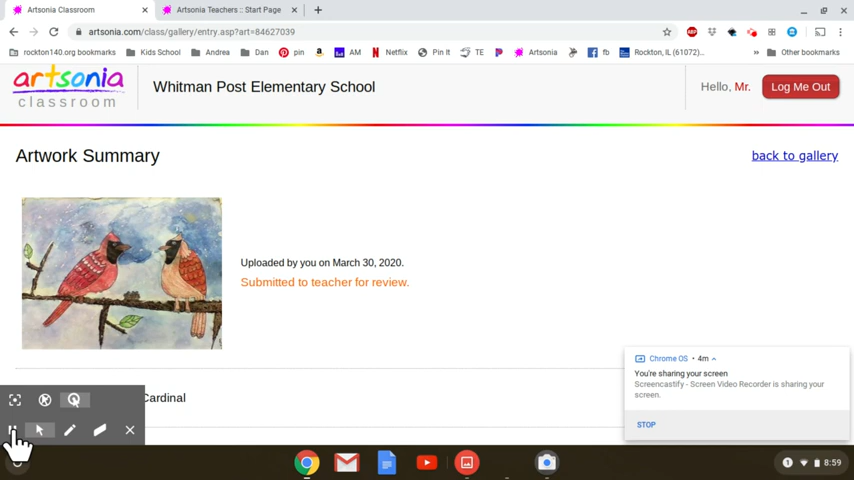 Artsonia Classroom
Artsonia Teachers :: Start Page
artsonia.com/class/gallery/entry.asp?art=84627039
rockton140.org bookmarks Kids School Andrea Dan pin AM Netflix Pin It TE Artsonia fb Rockton, IL (61072)... » Other bookmarks
artsonia
classroom
Whitman Post Elementary School
Hello, Mr.
Log Me Out
Artwork Summary
back to gallery
Uploaded by you on March 30, 2020.
Submitted to teacher for review.
Cardinal
Chrome OS • 4m
You're sharing your screen
Screencastify - Screen Video Recorder is sharing your
screen.
STOP
1 8:59